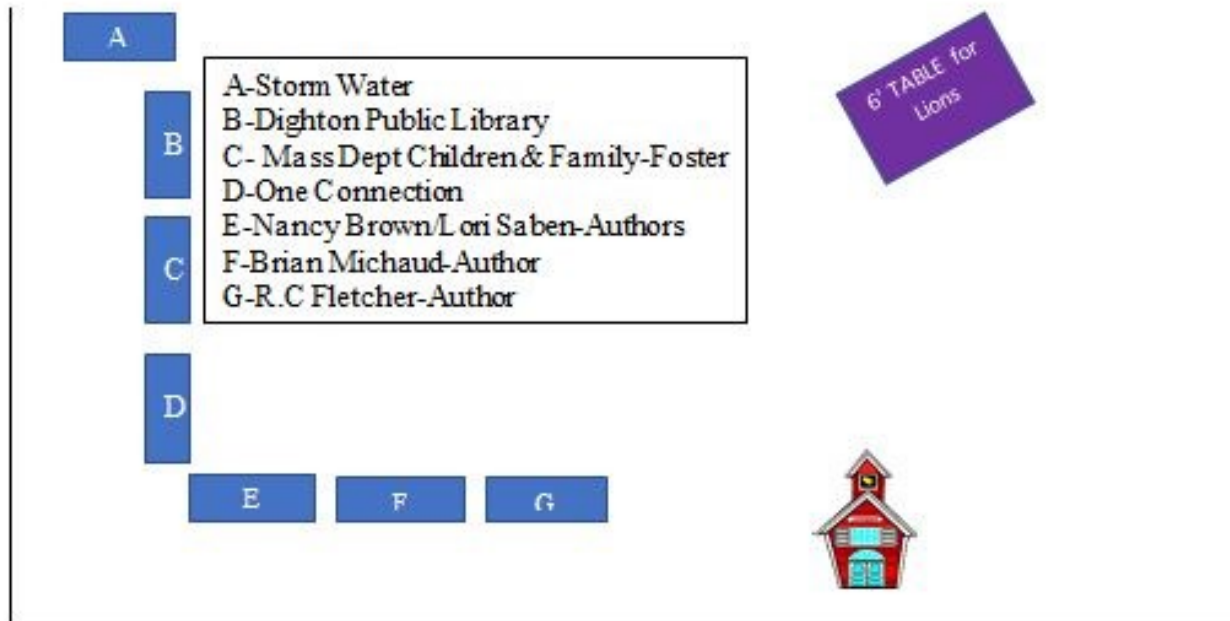 A
B
C
D
E
F
G
A-Storm Water
B-Dighton Public Library
C- Mass Dept Children & Family-Foster
D-One Connection
E-Nancy Brown/Lori Saben-Authors
F-Brian Michaud-Author
G-R.C Fletcher-Author
6' TABLE for
Lions